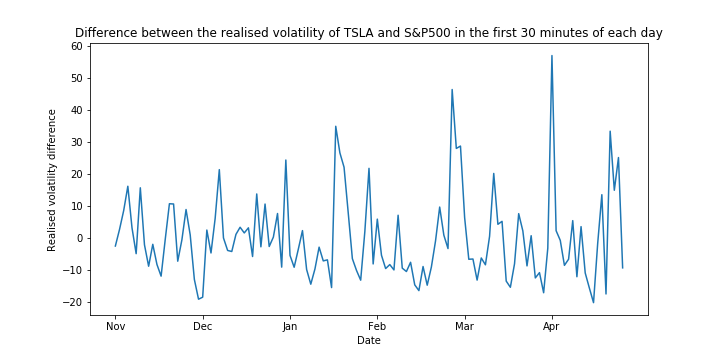 Difference between the realised volatility of TSLA and S&P500 in the first 30 minutes of each day
60
50
40
30
20
10
0
−10
−20
Realised volatility difference
Nov Dec Jan Feb Mar Apr
Date